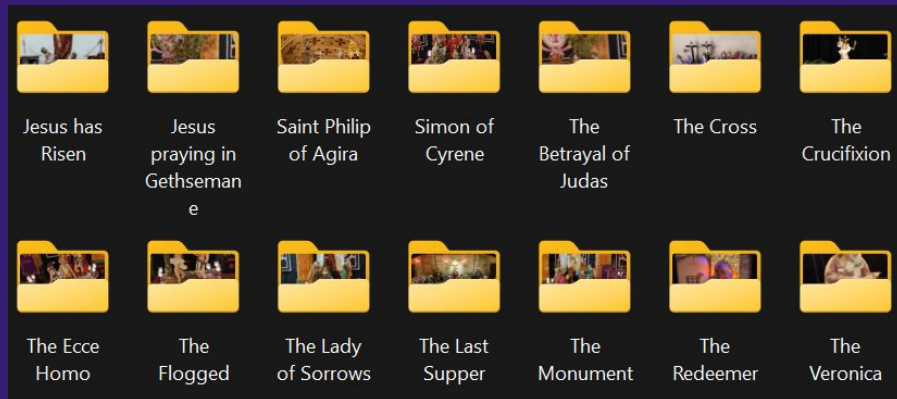 Jesus has
Risen
Jesus
praying in
Gethseman
e
Saint Philip
of Agira
Simon of
Cyrene
The
Betrayal of
Judas
The Cross
The
Crucifixion
The Ecce
Homo
The
Flogged
The Lady
of Sorrows
The Last
Supper
The
Monument
The
Redeemer
The
Veronica